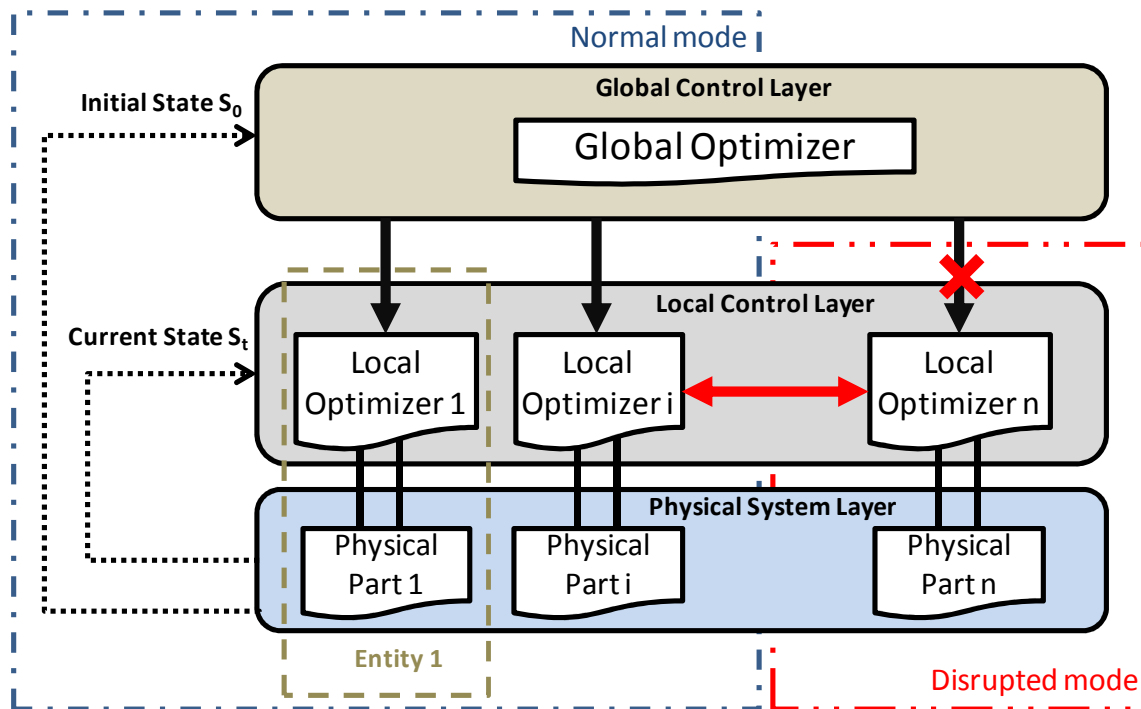 Normal mode
Global Control Layer
Initial State S₀
Global Optimizer
Local Control Layer
Current State Sₜ
Local
Optimizer 1
Local
Optimizer i
Local
Optimizer n
Physical System Layer
Physical
Part 1
Physical
Part i
Physical
Part n
Entity 1
Disrupted mode